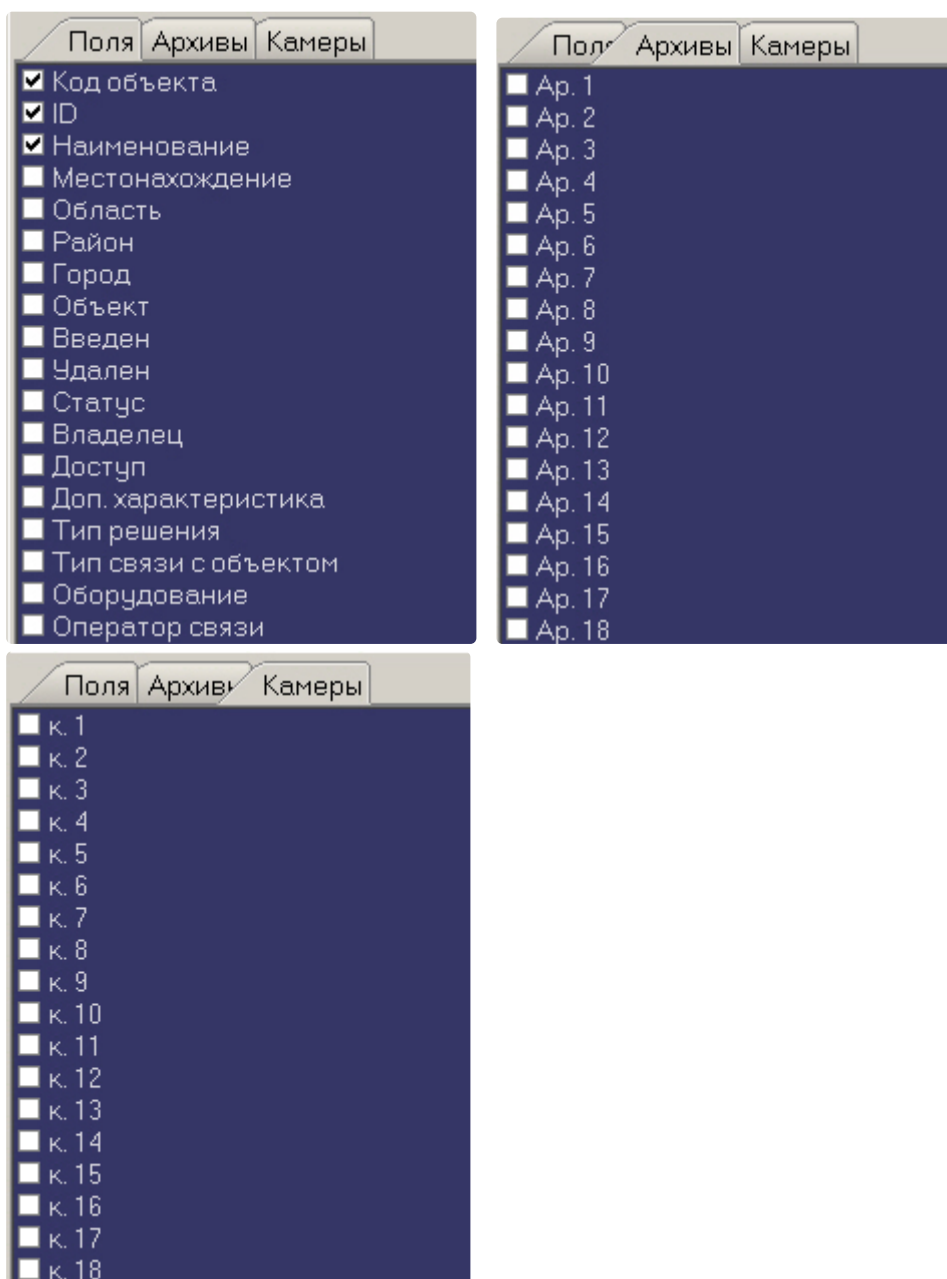 Поля Архивы Камеры
Код объекта
ID
Наименование
Местонахождение
Область
Район
Город
Объект
Введен
Удален
Статус
Владелец
Доступ
Доп. характеристика
Тип решения
Тип связи с объектом
Оборудование
Оператор связи
Поля Архивы Камеры
Ар. 1
Ар. 2
Ар. 3
Ар. 4
Ар. 5
Ар. 6
Ар. 7
Ар. 8
Ар. 9
Ар. 10
Ар. 11
Ар. 12
Ар. 13
Ар. 14
Ар. 15
Ар. 16
Ар. 17
Ар. 18
Поля Архивы Камеры
к. 1
к. 2
к. 3
к. 4
к. 5
к. 6
к. 7
к. 8
к. 9
к. 10
к. 11
к. 12
к. 13
к. 14
к. 15
к. 16
к. 17
к. 18